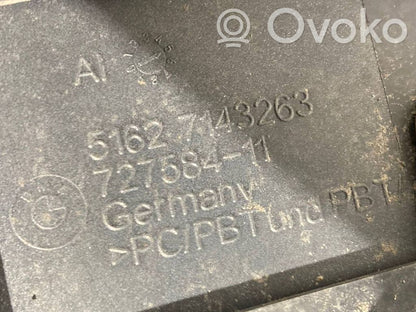 Ovoko
AI
5162 7143263
727584-11
Germany
>PC/PBT und PBT/